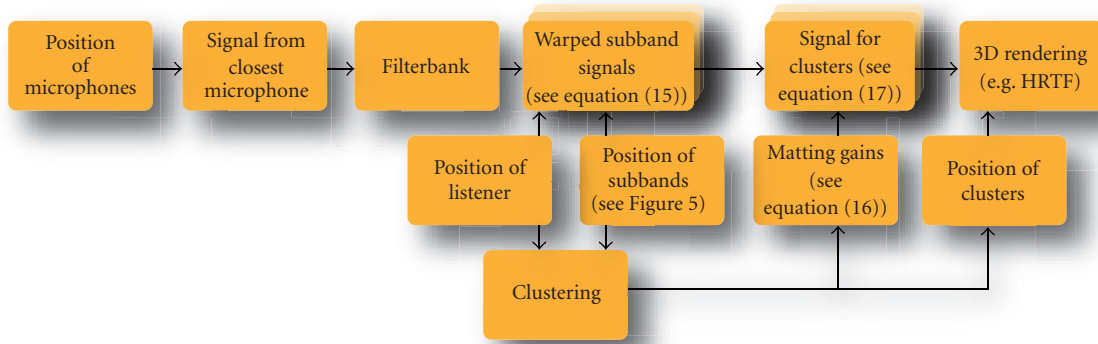 Position
of
microphones
Signal from
closest
microphone
Filterbank
Warped subband
signals
(see equation (15))
Signal for
clusters (see
equation (17))
3D rendering
(e.g. HRTF)
Position of
listener
Position of
subbands
(see Figure 5)
Matting gains
(see
equation (16))
Position of
clusters
Clustering